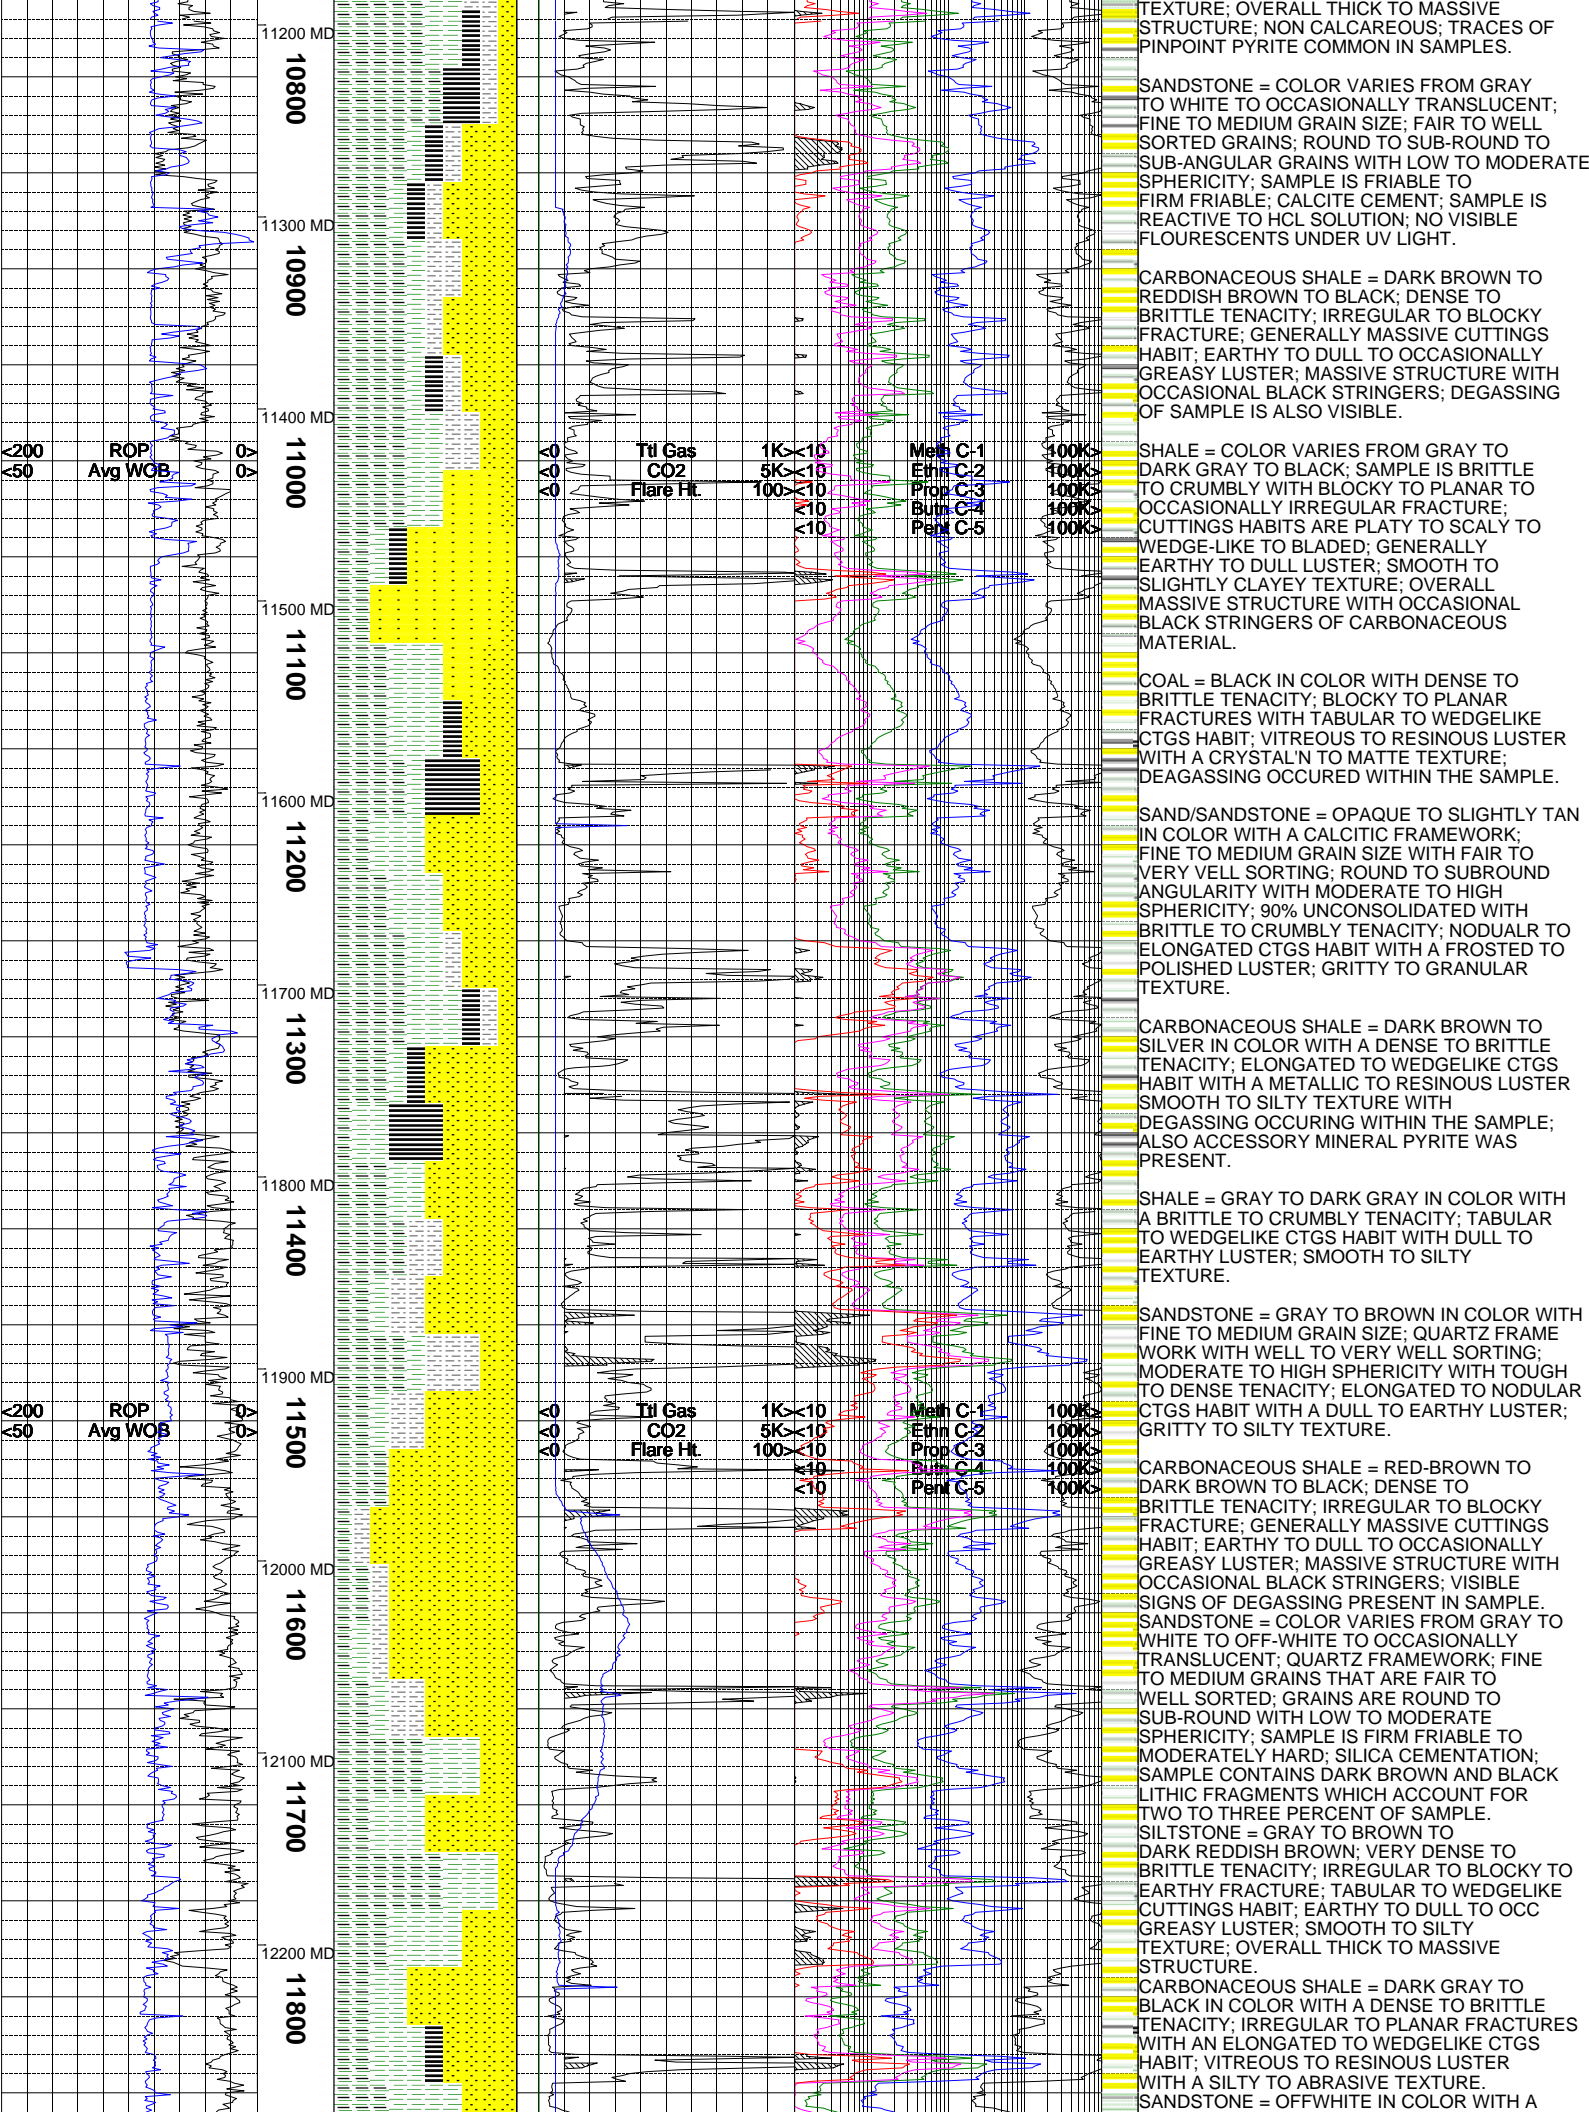 11200 MD
10800
11300 MD
10900
11400 MD
<200 ROP 0>
<50 Avg WOB 0>
11000
<0 Ttl Gas 1K>
<0 CO2 5K>
<0 Flare Ht. 100>
<10 Meth C-1 100K>
<10 Ethn C-2 100K>
<10 Prop C-3 100K>
<10 Butn C-4 100K>
<10 Pent C-5 100K>
11500 MD
11100
11600 MD
11200
11700 MD
11300
11800 MD
11400
11900 MD
<200 ROP 0>
<50 Avg WOB 0>
11500
<0 Ttl Gas 1K>
<0 CO2 5K>
<0 Flare Ht. 100>
<10 Meth C-1 100K>
<10 Ethn C-2 100K>
<10 Prop C-3 100K>
<10 Butn C-4 100K>
<10 Pent C-5 100K>
12000 MD
11600
12100 MD
11700
12200 MD
11800
TEXTURE; OVERALL THICK TO MASSIVE
STRUCTURE; NON CALCAREOUS; TRACES OF
PINPOINT PYRITE COMMON IN SAMPLES.
SANDSTONE = COLOR VARIES FROM GRAY
TO WHITE TO OCCASIONALLY TRANSLUCENT;
FINE TO MEDIUM GRAIN SIZE; FAIR TO WELL
SORTED GRAINS; ROUND TO SUB-ROUND TO
SUB-ANGULAR GRAINS WITH LOW TO MODERATE
SPHERICITY; SAMPLE IS FRIABLE TO
FIRM FRIABLE; CALCITE CEMENT; SAMPLE IS
REACTIVE TO HCL SOLUTION; NO VISIBLE
FLOURESCENTS UNDER UV LIGHT.
CARBONACEOUS SHALE = DARK BROWN TO
REDDISH BROWN TO BLACK; DENSE TO
BRITTLE TENACITY; IRREGULAR TO BLOCKY
FRACTURE; GENERALLY MASSIVE CUTTINGS
HABIT; EARTHY TO DULL TO OCCASIONALLY
GREASY LUSTER; MASSIVE STRUCTURE WITH
OCCASIONAL BLACK STRINGERS; DEGASSING
OF SAMPLE IS ALSO VISIBLE.
SHALE = COLOR VARIES FROM GRAY TO
DARK GRAY TO BLACK; SAMPLE IS BRITTLE
TO CRUMBLY WITH BLOCKY TO PLANAR TO
OCCASIONALLY IRREGULAR FRACTURE;
CUTTINGS HABITS ARE PLATY TO SCALY TO
WEDGE-LIKE TO BLADED; GENERALLY
EARTHY TO DULL LUSTER; SMOOTH TO
SLIGHTLY CLAYEY TEXTURE; OVERALL
MASSIVE STRUCTURE WITH OCCASIONAL
BLACK STRINGERS OF CARBONACEOUS
MATERIAL.
COAL = BLACK IN COLOR WITH DENSE TO
BRITTLE TENACITY; BLOCKY TO PLANAR
FRACTURES WITH TABULAR TO WEDGELIKE
CTGS HABIT; VITREOUS TO RESINOUS LUSTER
WITH A CRYSTAL'N TO MATTE TEXTURE;
DEAGASSING OCCURED WITHIN THE SAMPLE.
SAND/SANDSTONE = OPAQUE TO SLIGHTLY TAN
IN COLOR WITH A CALCITIC FRAMEWORK;
FINE TO MEDIUM GRAIN SIZE WITH FAIR TO
VERY VELL SORTING; ROUND TO SUBROUND
ANGULARITY WITH MODERATE TO HIGH
SPHERICITY; 90% UNCONSOLIDATED WITH
BRITTLE TO CRUMBLY TENACITY; NODUALR TO
ELONGATED CTGS HABIT WITH A FROSTED TO
POLISHED LUSTER; GRITTY TO GRANULAR
TEXTURE.
CARBONACEOUS SHALE = DARK BROWN TO
SILVER IN COLOR WITH A DENSE TO BRITTLE
TENACITY; ELONGATED TO WEDGELIKE CTGS
HABIT WITH A METALLIC TO RESINOUS LUSTER
SMOOTH TO SILTY TEXTURE WITH
DEGASSING OCCURING WITHIN THE SAMPLE;
ALSO ACCESSORY MINERAL PYRITE WAS
PRESENT.
SHALE = GRAY TO DARK GRAY IN COLOR WITH
A BRITTLE TO CRUMBLY TENACITY; TABULAR
TO WEDGELIKE CTGS HABIT WITH DULL TO
EARTHY LUSTER; SMOOTH TO SILTY
TEXTURE.
SANDSTONE = GRAY TO BROWN IN COLOR WITH
FINE TO MEDIUM GRAIN SIZE; QUARTZ FRAME
WORK WITH WELL TO VERY WELL SORTING;
MODERATE TO HIGH SPHERICITY WITH TOUGH
TO DENSE TENACITY; ELONGATED TO NODULAR
CTGS HABIT WITH A DULL TO EARTHY LUSTER;
GRITTY TO SILTY TEXTURE.
CARBONACEOUS SHALE = RED-BROWN TO
DARK BROWN TO BLACK; DENSE TO
BRITTLE TENACITY; IRREGULAR TO BLOCKY
FRACTURE; GENERALLY MASSIVE CUTTINGS
HABIT; EARTHY TO DULL TO OCCASIONALLY
GREASY LUSTER; MASSIVE STRUCTURE WITH
OCCASIONAL BLACK STRINGERS; VISIBLE
SIGNS OF DEGASSING PRESENT IN SAMPLE.
SANDSTONE = COLOR VARIES FROM GRAY TO
WHITE TO OFF-WHITE TO OCCASIONALLY
TRANSLUCENT; QUARTZ FRAMEWORK; FINE
TO MEDIUM GRAINS THAT ARE FAIR TO
WELL SORTED; GRAINS ARE ROUND TO
SUB-ROUND WITH LOW TO MODERATE
SPHERICITY; SAMPLE IS FIRM FRIABLE TO
MODERATELY HARD; SILICA CEMENTATION;
SAMPLE CONTAINS DARK BROWN AND BLACK
LITHIC FRAGMENTS WHICH ACCOUNT FOR
TWO TO THREE PERCENT OF SAMPLE.
SILTSTONE = GRAY TO BROWN TO
DARK REDDISH BROWN; VERY DENSE TO
BRITTLE TENACITY; IRREGULAR TO BLOCKY TO
EARTHY FRACTURE; TABULAR TO WEDGELIKE
CUTTINGS HABIT; EARTHY TO DULL TO OCC
GREASY LUSTER; SMOOTH TO SILTY
TEXTURE; OVERALL THICK TO MASSIVE
STRUCTURE.
CARBONACEOUS SHALE = DARK GRAY TO
BLACK IN COLOR WITH A DENSE TO BRITTLE
TENACITY; IRREGULAR TO PLANAR FRACTURES
WITH AN ELONGATED TO WEDGELIKE CTGS
HABIT; VITREOUS TO RESINOUS LUSTER
WITH A SILTY TO ABRASIVE TEXTURE.
SANDSTONE = OFFWHITE IN COLOR WITH A